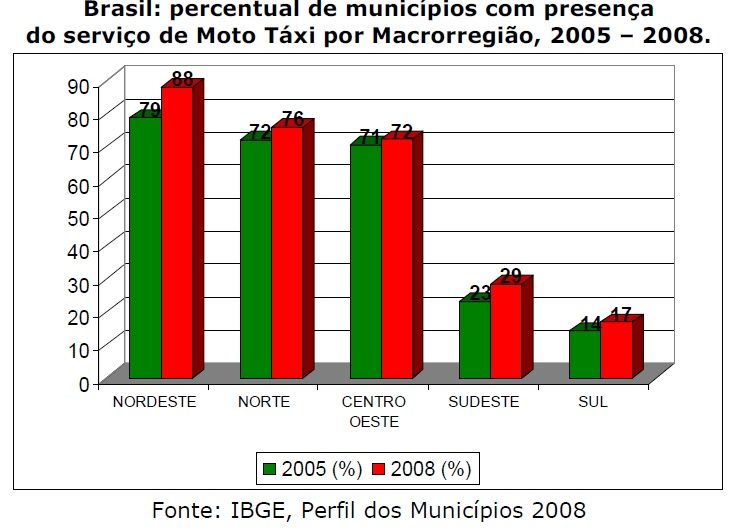 Brasil: percentual de municípios com presença
do serviço de Moto Táxi por Macrorregião, 2005 – 2008.
90
80
70
60
50
40
30
20
10
0
79
88
72
76
71
72
23
29
14
17
NORDESTE
NORTE
CENTRO
OESTE
SUDESTE
SUL
2005 (%)
2008 (%)
Fonte: IBGE, Perfil dos Municípios 2008